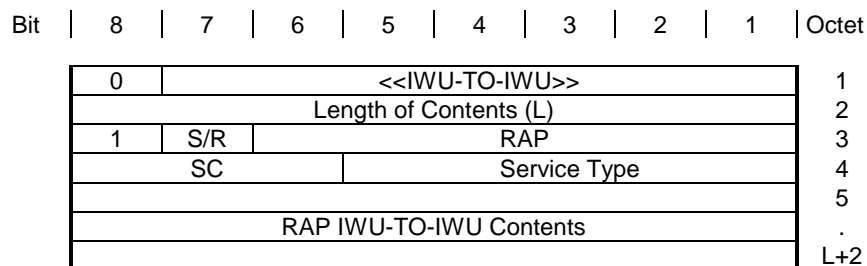 Bit 8 7 6 5 4 3 2 1 Octet
0 <<IWU-TO-IWU>> 1
Length of Contents (L) 2
1 S/R RAP 3
SC Service Type 4
5
RAP IWU-TO-IWU Contents .
L+2